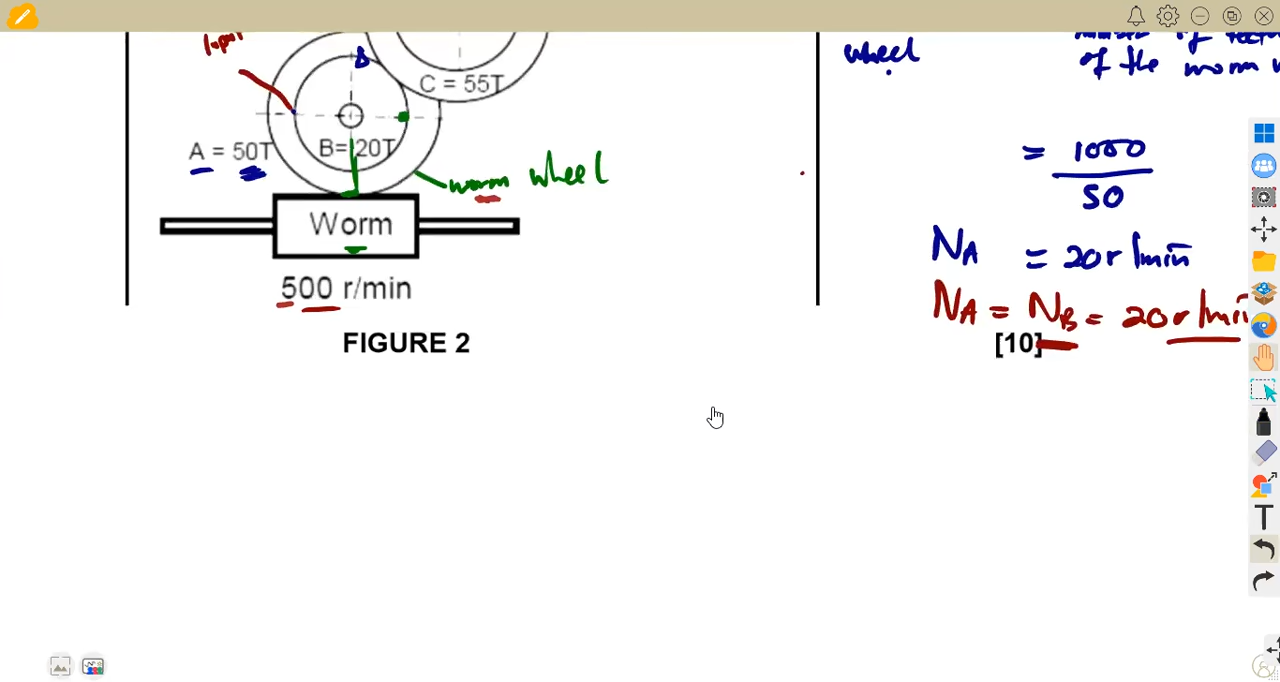 Input
B
wheel
of the worm w
C = 55T
A = 50T
B= 20T
worm wheel
= 1000
50
Worm
NA = 20 r/min
500 r/min
NA = NB = 20 r/min
FIGURE 2
[10]
T